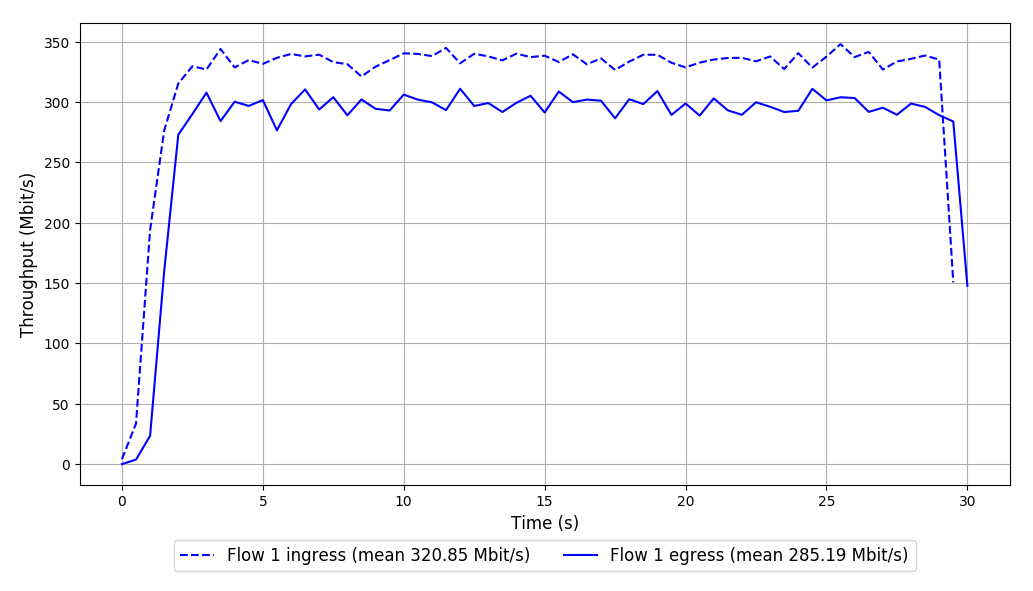 350
300
250
200
150
100
50
0
Throughput (Mbit/s)
0 5 10 15 20 25 30
Time (s)
Flow 1 ingress (mean 320.85 Mbit/s) Flow 1 egress (mean 285.19 Mbit/s)